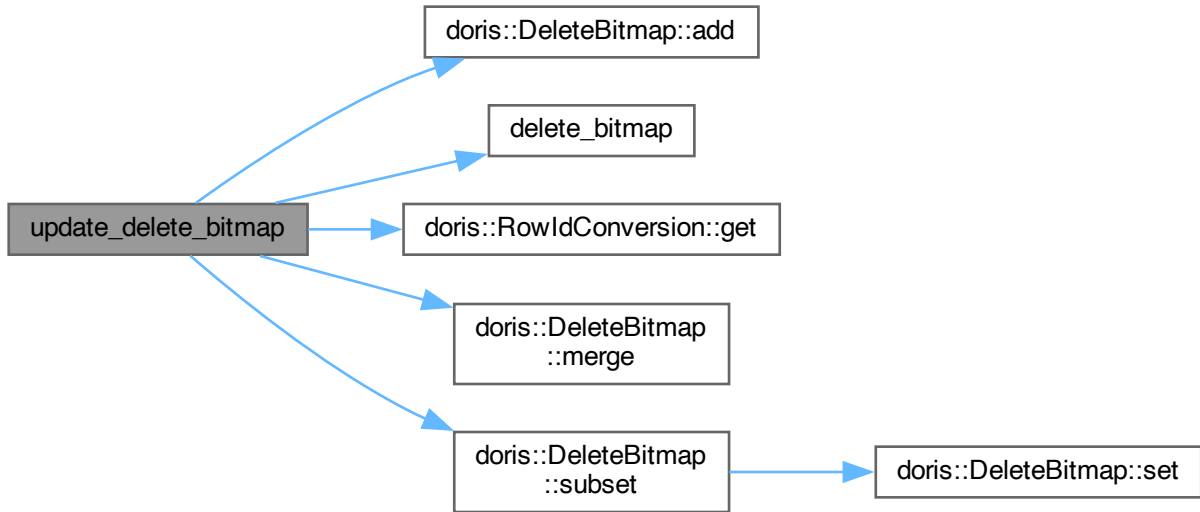 doris::DeleteBitmap::add
delete_bitmap
update_delete_bitmap
doris::RowIdConversion::get
doris::DeleteBitmap
::merge
doris::DeleteBitmap
::subset
doris::DeleteBitmap::set